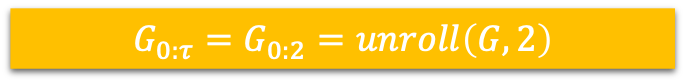 G₀:τ = G₀:₂ = unroll(G, 2)